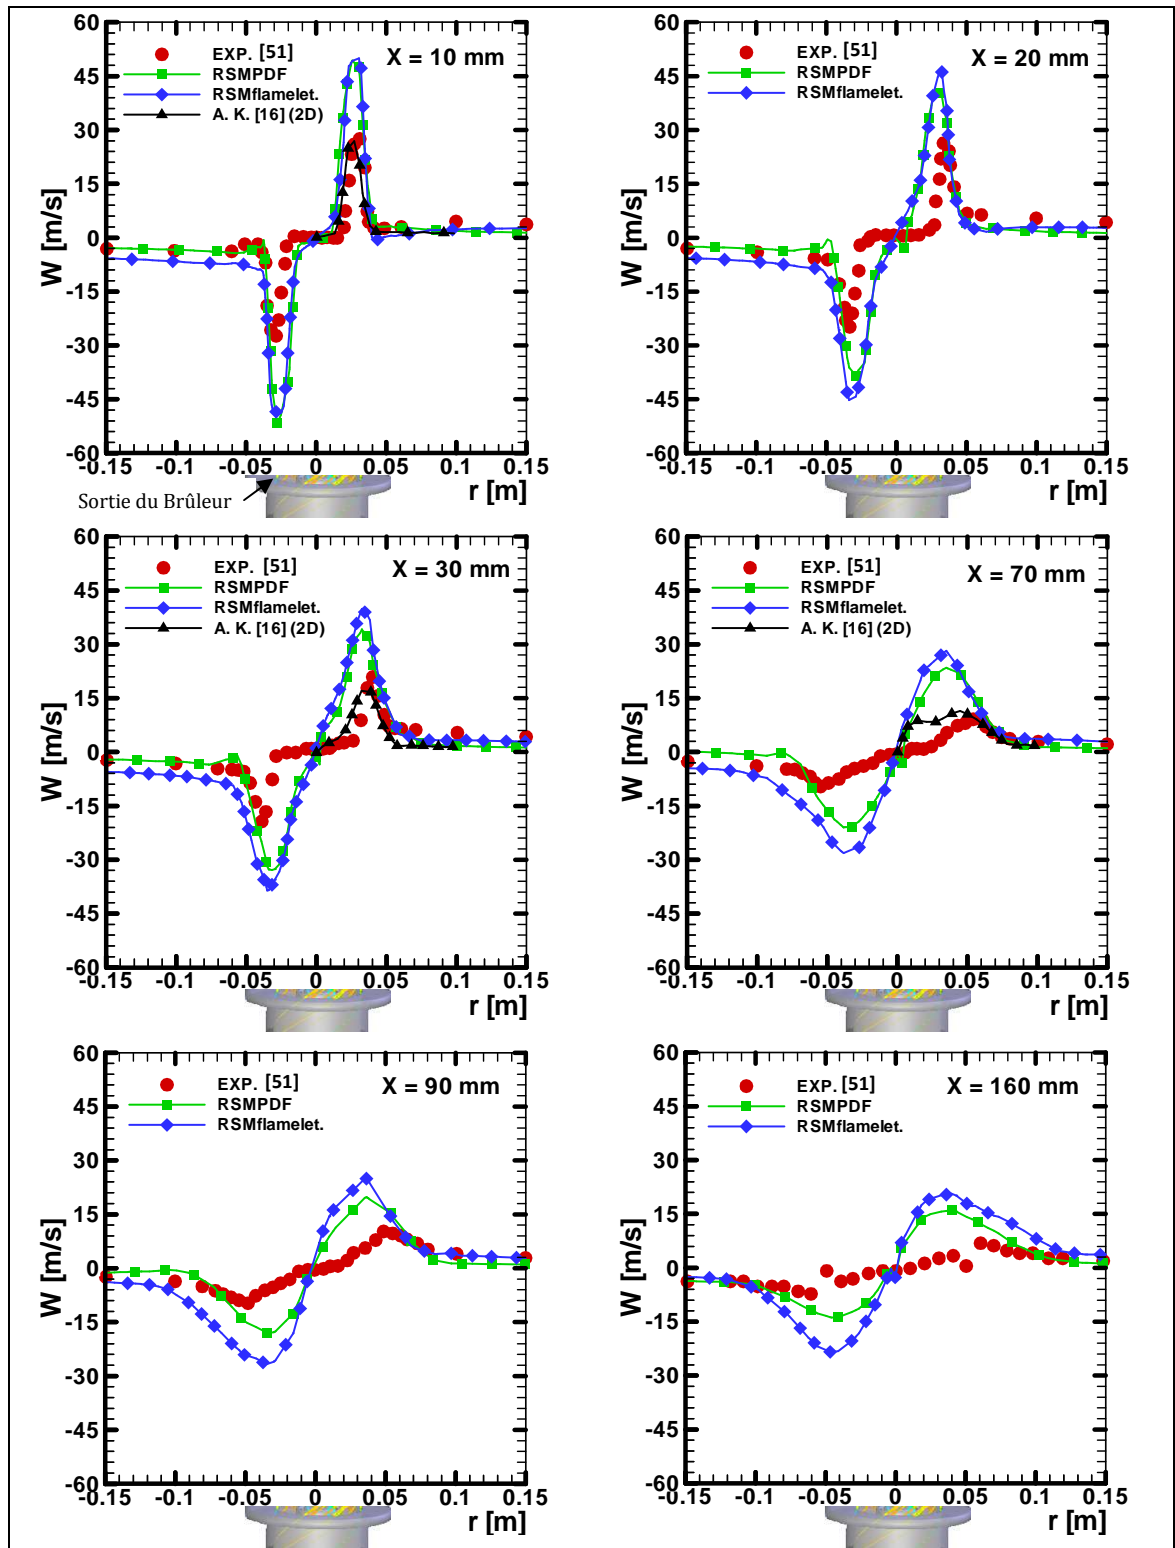 60
45
30
15
0
-15
-30
-45
-60
W [m/s]
EXP. [51]
RSMPDF
RSMflamelet.
A. K. [16] (2D)
X = 10 mm
-0.15 -0.1 -0.05 0 0.05 0.1 0.15
r [m]
Sortie du Brûleur
60
45
30
15
0
-15
-30
-45
-60
W [m/s]
EXP. [51]
RSMPDF
RSMflamelet.
X = 20 mm
-0.15 -0.1 -0.05 0 0.05 0.1 0.15
r [m]
60
45
30
15
0
-15
-30
-45
-60
W [m/s]
EXP. [51]
RSMPDF
RSMflamelet.
A. K. [16] (2D)
X = 30 mm
-0.15 -0.1 -0.05 0 0.05 0.1 0.15
r [m]
60
45
30
15
0
-15
-30
-45
-60
W [m/s]
EXP. [51]
RSMPDF
RSMflamelet.
A. K. [16] (2D)
X = 70 mm
-0.15 -0.1 -0.05 0 0.05 0.1 0.15
r [m]
60
45
30
15
0
-15
-30
-45
-60
W [m/s]
EXP. [51]
RSMPDF
RSMflamelet.
X = 90 mm
-0.15 -0.1 -0.05 0 0.05 0.1 0.15
r [m]
60
45
30
15
0
-15
-30
-45
-60
W [m/s]
EXP. [51]
RSMPDF
RSMflamelet.
X = 160 mm
-0.15 -0.1 -0.05 0 0.05 0.1 0.15
r [m]